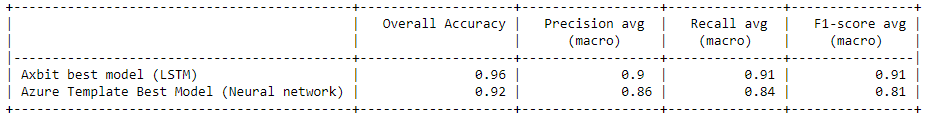 Overall Accuracy | Precision avg | Recall avg | F1-score avg
(macro) | (macro) | (macro)
Axbit best model (LSTM) | 0.96 | 0.9 | 0.91 | 0.91
Azure Template Best Model (Neural network) | 0.92 | 0.86 | 0.84 | 0.81